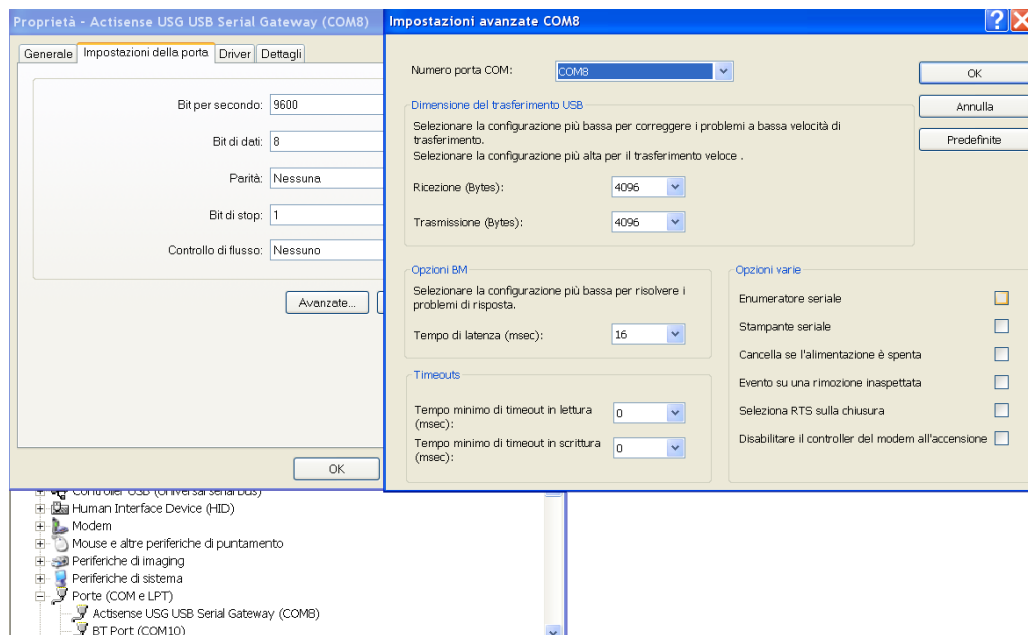 Proprietà - Actisense USG USB Serial Gateway (COM8)
Generale
Impostazioni della porta
Driver
Dettagli
Bit per secondo:
9600
Bit di dati:
8
Parità:
Nessuna
Bit di stop:
1
Controllo di flusso:
Nessuno
Avanzate...
OK
Impostazioni avanzate COM8
Numero porta COM:
COM8
OK
Annulla
Predefinite
Dimensione del trasferimento USB
Selezionare la configurazione più bassa per correggere i problemi a bassa velocità di
trasferimento.
Selezionare la configurazione più alta per il trasferimento veloce .
Ricezione (Bytes):
4096
Trasmissione (Bytes):
4096
Opzioni BM
Selezionare la configurazione più bassa per risolvere i
problemi di risposta.
Tempo di latenza (msec):
16
Timeouts
Tempo minimo di timeout in lettura
(msec):
0
Tempo minimo di timeout in scrittura
(msec):
0
Opzioni varie
Enumeratore seriale
Stampante seriale
Cancella se l'alimentazione è spenta
Evento su una rimozione inaspettata
Seleziona RTS sulla chiusura
Disabilitare il controller del modem all'accensione
Controller USB (Universal serial bus)
Human Interface Device (HID)
Modem
Mouse e altre periferiche di puntamento
Periferiche di imaging
Periferiche di sistema
Porte (COM e LPT)
Actisense USG USB Serial Gateway (COM8)
BT Port (COM10)